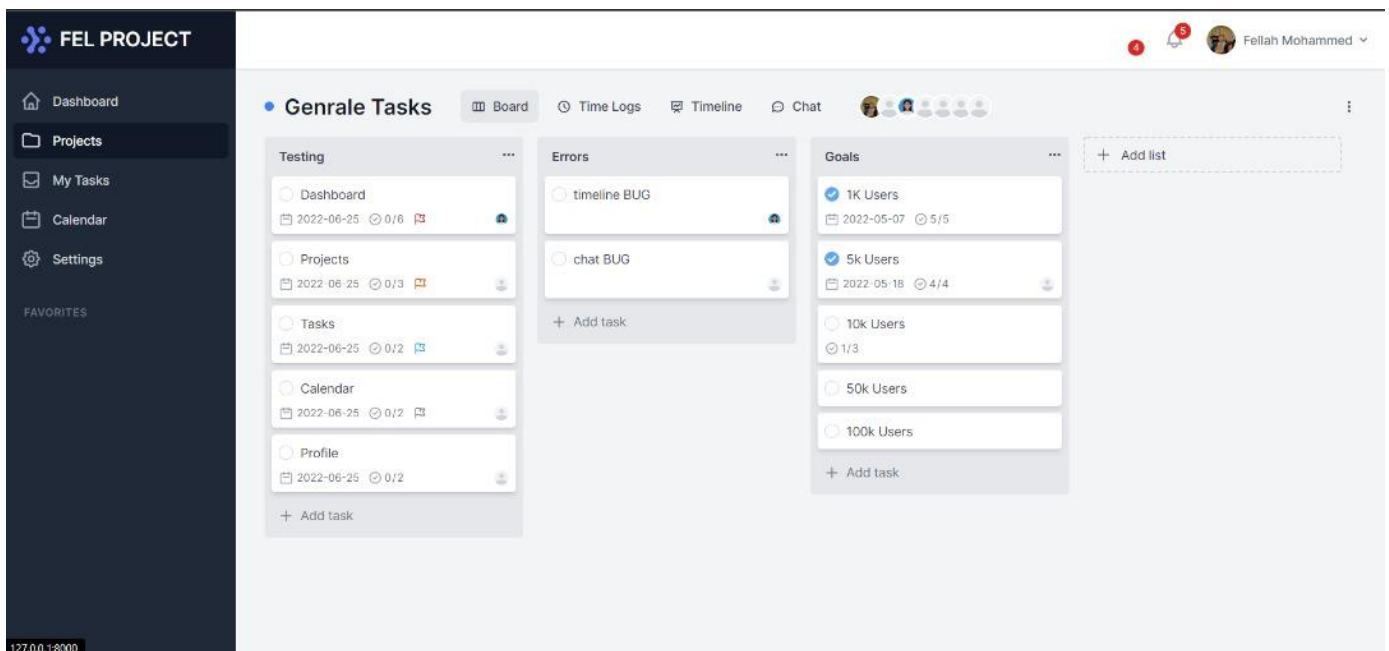 FEL PROJECT
4
5
Fellah Mohammed
Dashboard
Projects
My Tasks
Calendar
Settings
FAVORITES
Genrale Tasks
Board
Time Logs
Timeline
Chat
Testing
Dashboard
2022-06-25 0/6
Projects
2022-06-25 0/3
Tasks
2022-06-25 0/2
Calendar
2022-06-25 0/2
Profile
2022-06-25 0/2
+ Add task
Errors
timeline BUG
chat BUG
+ Add task
Goals
1K Users
2022-05-07 5/5
5k Users
2022-05-18 4/4
10k Users
1/3
50k Users
100k Users
+ Add task
+ Add list
127.0.0.1:8000